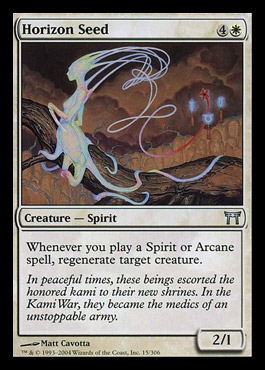 Horizon Seed 4
Creature — Spirit
Whenever you play a Spirit or Arcane
spell, regenerate target creature.
In peaceful times, these beings escorted the
honored kami to their new shrines. In the
Kami War, they became the medics of an
unstoppable army.
Matt Cavotta
™ & © 1993-2004 Wizards of the Coast, Inc. 15/306
2/1